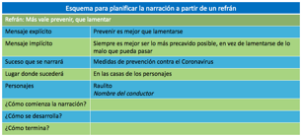 Esquema para planificar la narración a partir de un refrán
Refrán: Más vale prevenir, que lamentar
Mensaje explícito Prevenir es mejor que lamentarse
Mensaje implícito Siempre es mejor ser lo más precavido posible, en vez de lamentarse de lo
malo que pueda pasar
Suceso que se narrará Medidas de prevención contra el Coronavirus
Lugar donde sucederá En las casas de los personajes
Personajes Raulito
Nombre del conductor
¿Cómo comienza la narración?
¿Cómo se desarrolla?
¿Cómo termina?